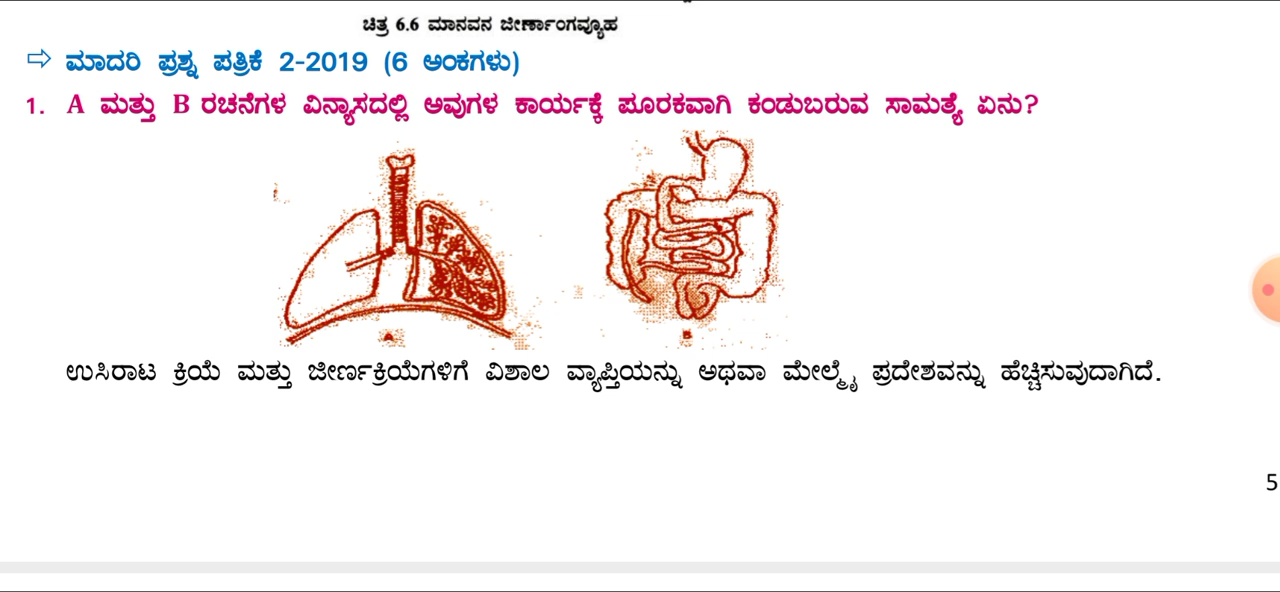 ಚಿತ್ರ 6.6 ಮಾನವನ ಜೀರ್ಣಾಂಗವ್ಯೂಹ
⇨ ಮಾದರಿ ಪ್ರಶ್ನ ಪತ್ರಿಕೆ 2-2019 (6 ಅಂಕಗಳು)
1. A ಮತ್ತು B ರಚನೆಗಳ ವಿನ್ಯಾಸದಲ್ಲಿ ಅವುಗಳ ಕಾರ್ಯಕ್ಕೆ ಪೂರಕವಾಗಿ ಕಂಡುಬರುವ ಸಾಮತ್ಯೆ ಏನು?
A
B
ಉಸಿರಾಟ ಕ್ರಿಯೆ ಮತ್ತು ಜೀರ್ಣಕ್ರಿಯೆಗಳಿಗೆ ವಿಶಾಲ ವ್ಯಾಪ್ತಿಯನ್ನು ಅಥವಾ ಮೇಲ್ಮೈ ಪ್ರದೇಶವನ್ನು ಹೆಚ್ಚಿಸುವುದಾಗಿದೆ.
5